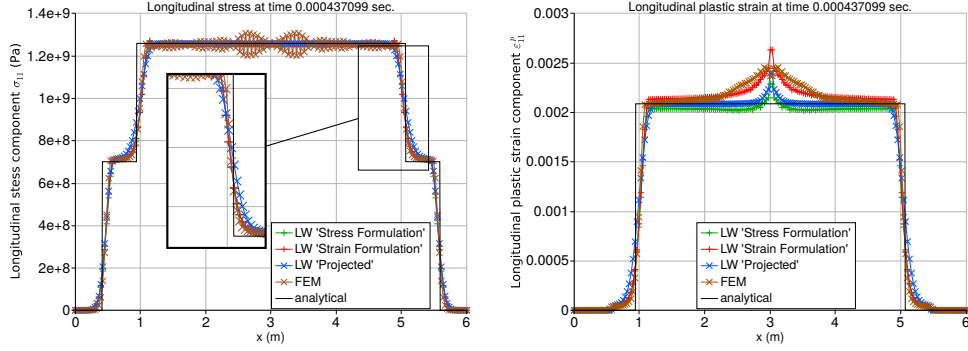 Longitudinal stress at time 0.000437099 sec.
Longitudinal stress component σ11 (Pa)
1.4e+9
1.2e+9
1e+9
8e+8
6e+8
4e+8
2e+8
0
0 1 2 3 4 5 6
x (m)
LW 'Stress Formulation'
LW 'Strain Formulation'
LW 'Projected'
FEM
analytical
Longitudinal plastic strain at time 0.000437099 sec.
Longitudinal plastic strain component ε^p_11
0.003
0.0025
0.002
0.0015
0.001
0.0005
0
0 1 2 3 4 5 6
x (m)
LW 'Stress Formulation'
LW 'Strain Formulation'
LW 'Projected'
FEM
analytical